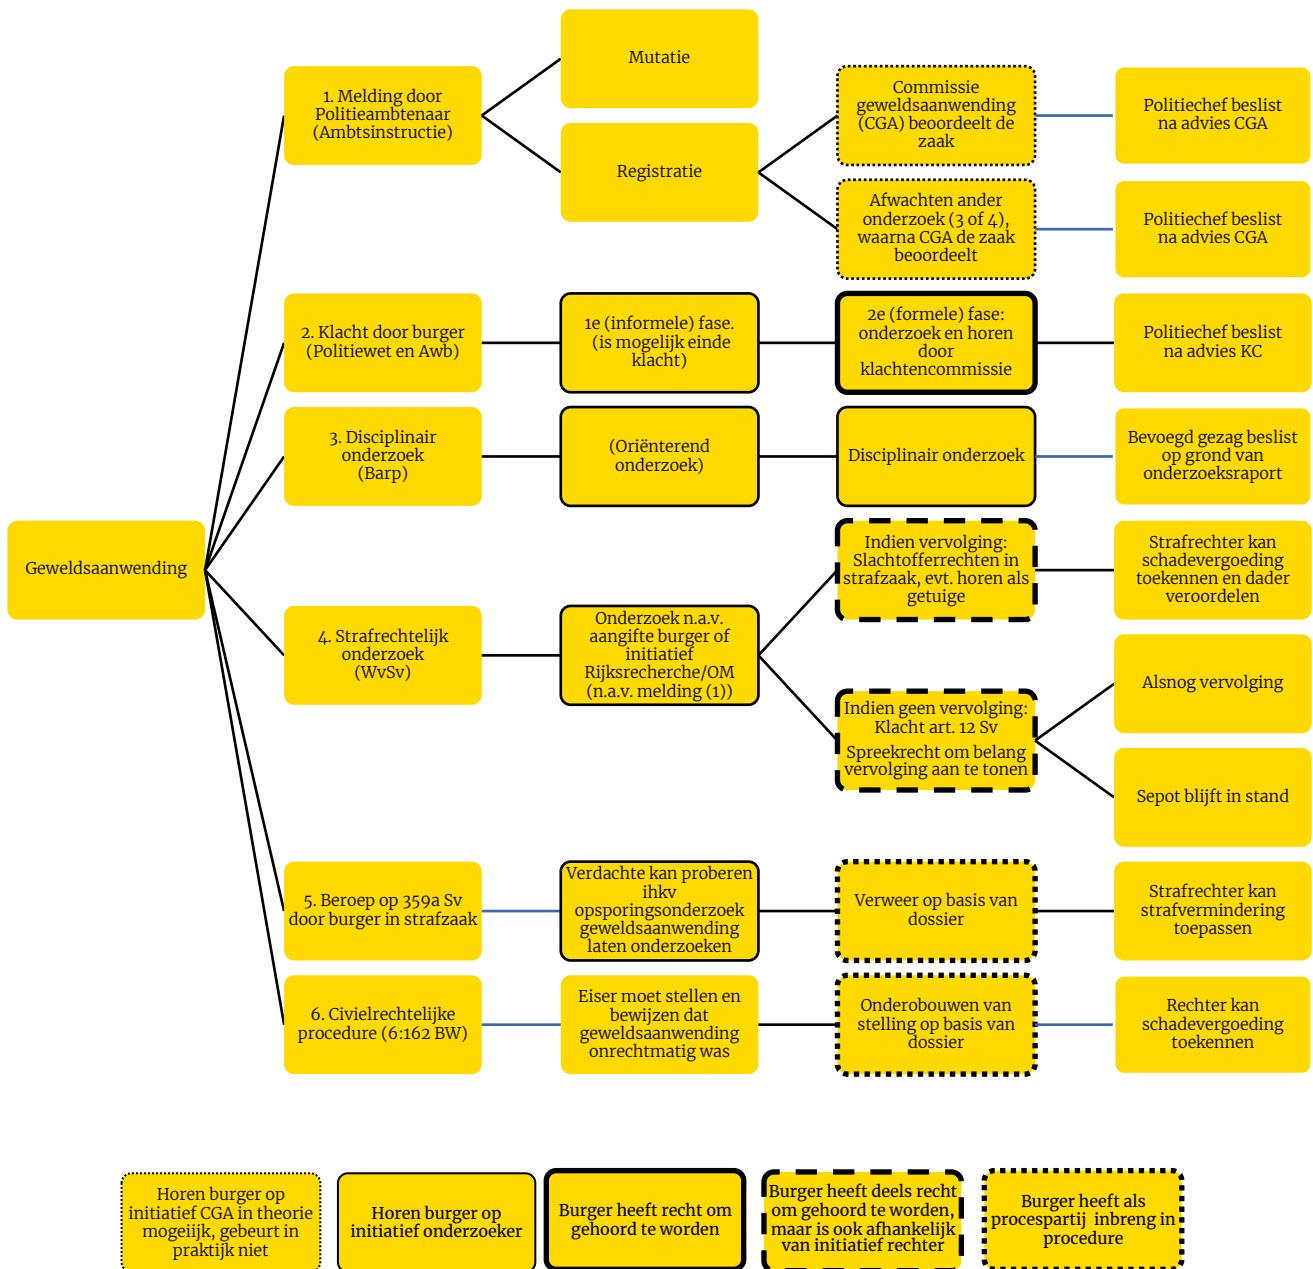 Geweldsaanwending
1. Melding door
Politieambtenaar
(Ambtsinstructie)
Mutatie
Registratie
Commissie
geweldsaanwending
(CGA) beoordeelt de
zaak
Politiechef beslist
na advies CGA
Afwachten ander
onderzoek (3 of 4),
waarna CGA de zaak
beoordeelt
Politiechef beslist
na advies CGA
2. Klacht door burger
(Politiewet en Awb)
1e (informele) fase.
(is mogelijk einde
klacht)
2e (formele) fase:
onderzoek en horen
door
klachtencommissie
Politiechef beslist
na advies KC
3. Disciplinair
onderzoek
(Barp)
(Oriënterend
onderzoek)
Disciplinair onderzoek
Bevoegd gezag beslist
op grond van
onderzoeksraport
4. Strafrechtelijk
onderzoek
(WvSv)
Onderzoek n.a.v.
aangifte burger of
initiatief
Rijksrecherche/OM
(n.a.v. melding (1))
Indien vervolging:
Slachtofferrechten in
strafzaak, evt. horen als
getuige
Strafrechter kan
schadevergoeding
toekennen en dader
veroordelen
Indien geen vervolging:
Klacht art. 12 Sv
Spreekrecht om belang
vervolging aan te tonen
Alsnog vervolging
Sepot blijft in stand
5. Beroep op 359a Sv
door burger in strafzaak
Verdachte kan proberen
ihkv
opsporingsonderzoek
geweldsaanwending
laten onderzoeken
Verweer op basis van
dossier
Strafrechter kan
strafvermindering
toepassen
6. Civielrechtelijke
procedure (6:162 BW)
Eiser moet stellen en
bewijzen dat
geweldsaanwending
onrechtmatig was
Onderobouwen van
stelling op basis van
dossier
Rechter kan
schadevergoeding
toekennen
Horen burger op
initiatief CGA in theorie
mogeiijk, gebeurt in
praktijk niet
Horen burger op
initiatief onderzoeker
Burger heeft recht om
gehoord te worden
Burger heeft deels recht
om gehoord te worden,
maar is ook afhankelijk
van initiatief rechter
Burger heeft als
procespartij inbreng in
procedure